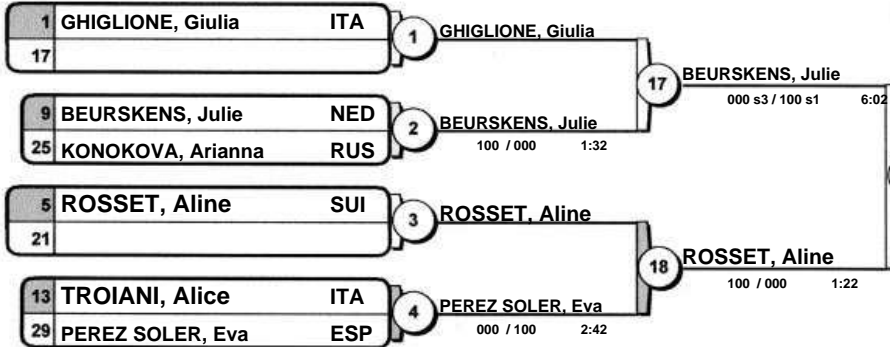 1 GHIGLIONE, Giulia ITA
17
1
GHIGLIONE, Giulia
9 BEURSKENS, Julie NED
25 KONOKOVA, Arianna RUS
2
BEURSKENS, Julie
100 / 000 1:32
17
BEURSKENS, Julie
000 s3 / 100 s1 6:02
5 ROSSET, Aline SUI
21
3
ROSSET, Aline
13 TROIANI, Alice ITA
29 PEREZ SOLER, Eva ESP
4
PEREZ SOLER, Eva
000 / 100 2:42
18
ROSSET, Aline
100 / 000 1:22